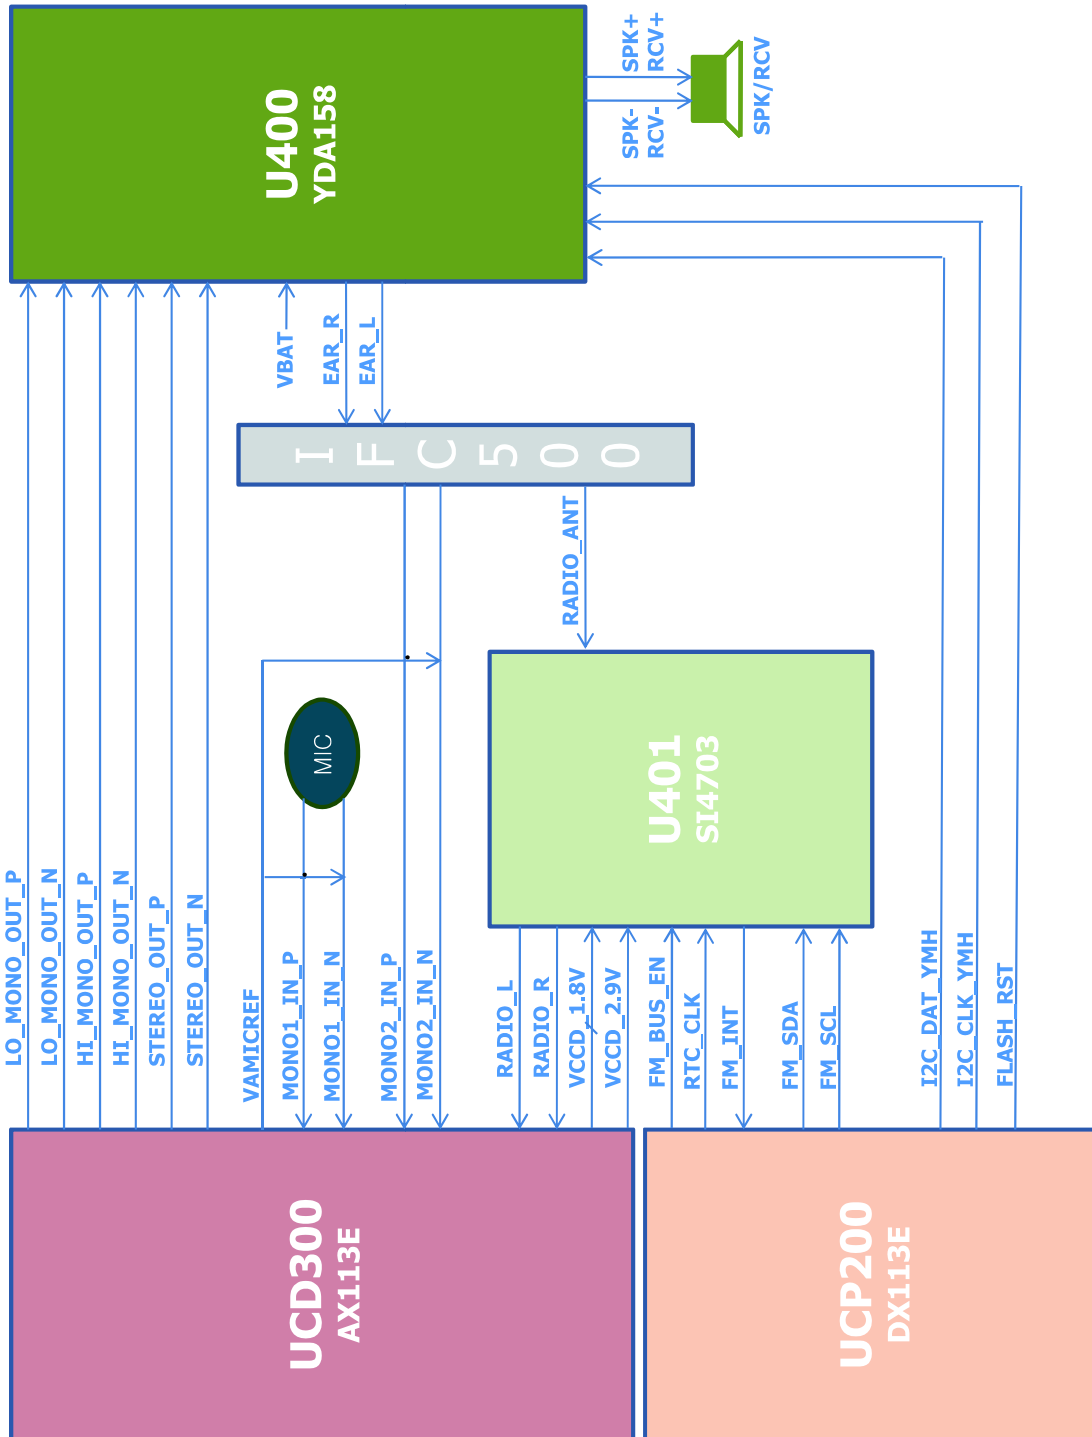 U400
YDA158
SPK+
RCV+
SPK-
RCV-
SPK/RCV
VBAT
EAR_R
EAR_L
IFC500
RADIO_ANT
MIC
U401
SI4703
LO_MONO_OUT_P
LO_MONO_OUT_N
HI_MONO_OUT_P
HI_MONO_OUT_N
STEREO_OUT_P
STEREO_OUT_N
VAMICREF
MONO1_IN_P
MONO1_IN_N
MONO2_IN_P
MONO2_IN_N
RADIO_L
RADIO_R
VCCD_1.8V
VCCD_2.9V
FM_BUS_EN
RTC_CLK
FM_INT
FM_SDA
FM_SCL
I2C_DAT_YMH
I2C_CLK_YMH
FLASH_RST
UCD300
AX113E
UCP200
DX113E